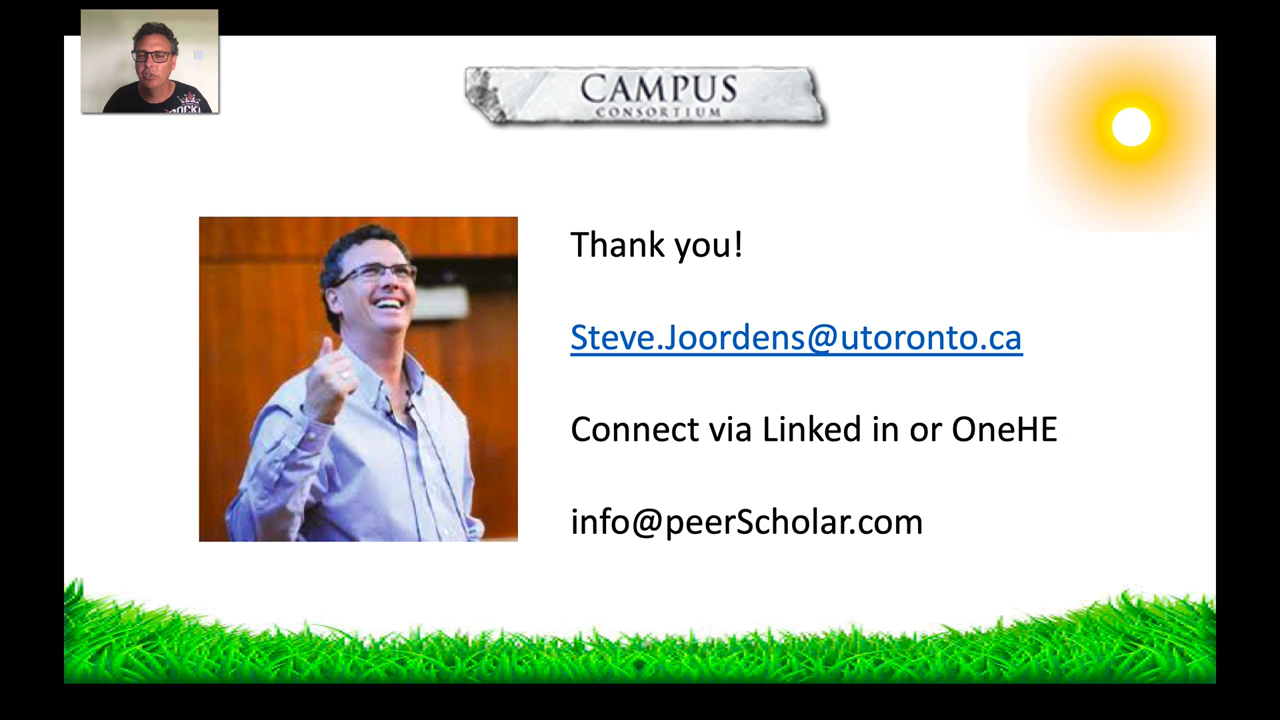 CAMPUS
CONSORTIUM
Thank you!
Steve.Joordens@utoronto.ca
Connect via Linked in or OneHE
info@peerScholar.com